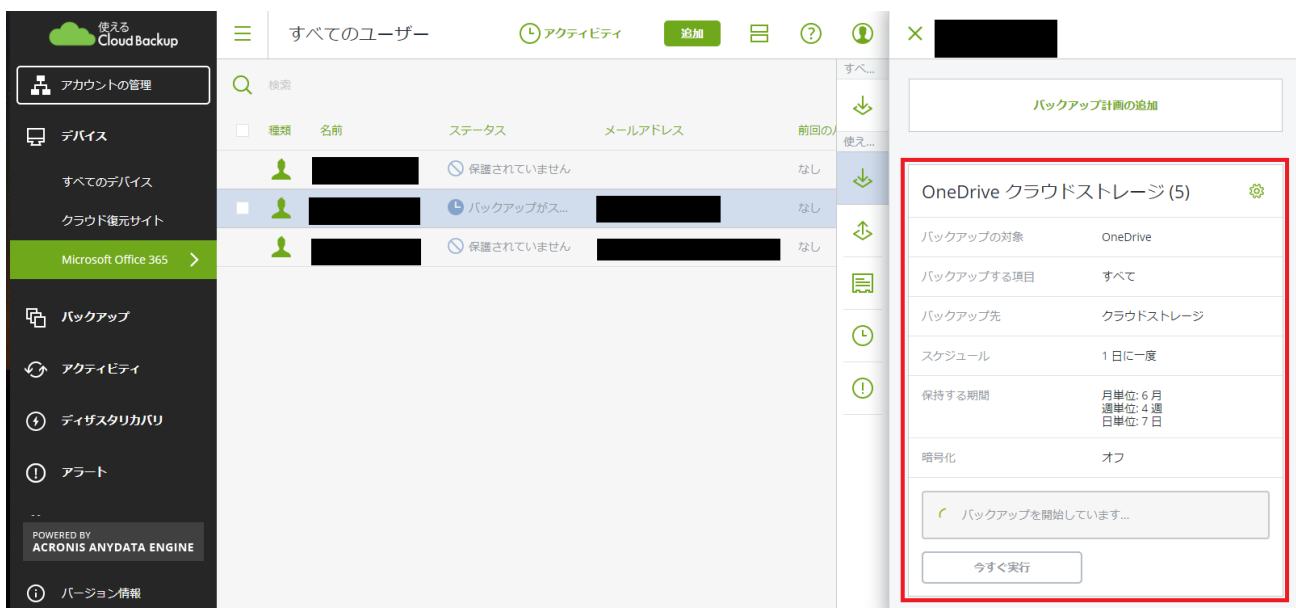 使える
Cloud Backup
アカウントの管理
デバイス
すべてのデバイス
クラウド復元サイト
Microsoft Office 365
バックアップ
アクティビティ
ディザスタリカバリ
アラート
POWERED BY
ACRONIS ANYDATA ENGINE
バージョン情報
すべてのユーザー
アクティビティ
追加
検索
種類 名前 ステータス メールアドレス 前回の
保護されていません なし
バックアップがス... なし
保護されていません なし
すべ...
使え...
バックアップ計画の追加
OneDrive クラウドストレージ (5)
バックアップの対象 OneDrive
バックアップする項目 すべて
バックアップ先 クラウドストレージ
スケジュール 1 日に一度
保持する期間 月単位: 6 月
週単位: 4 週
日単位: 7 日
暗号化 オフ
バックアップを開始しています...
今すぐ実行